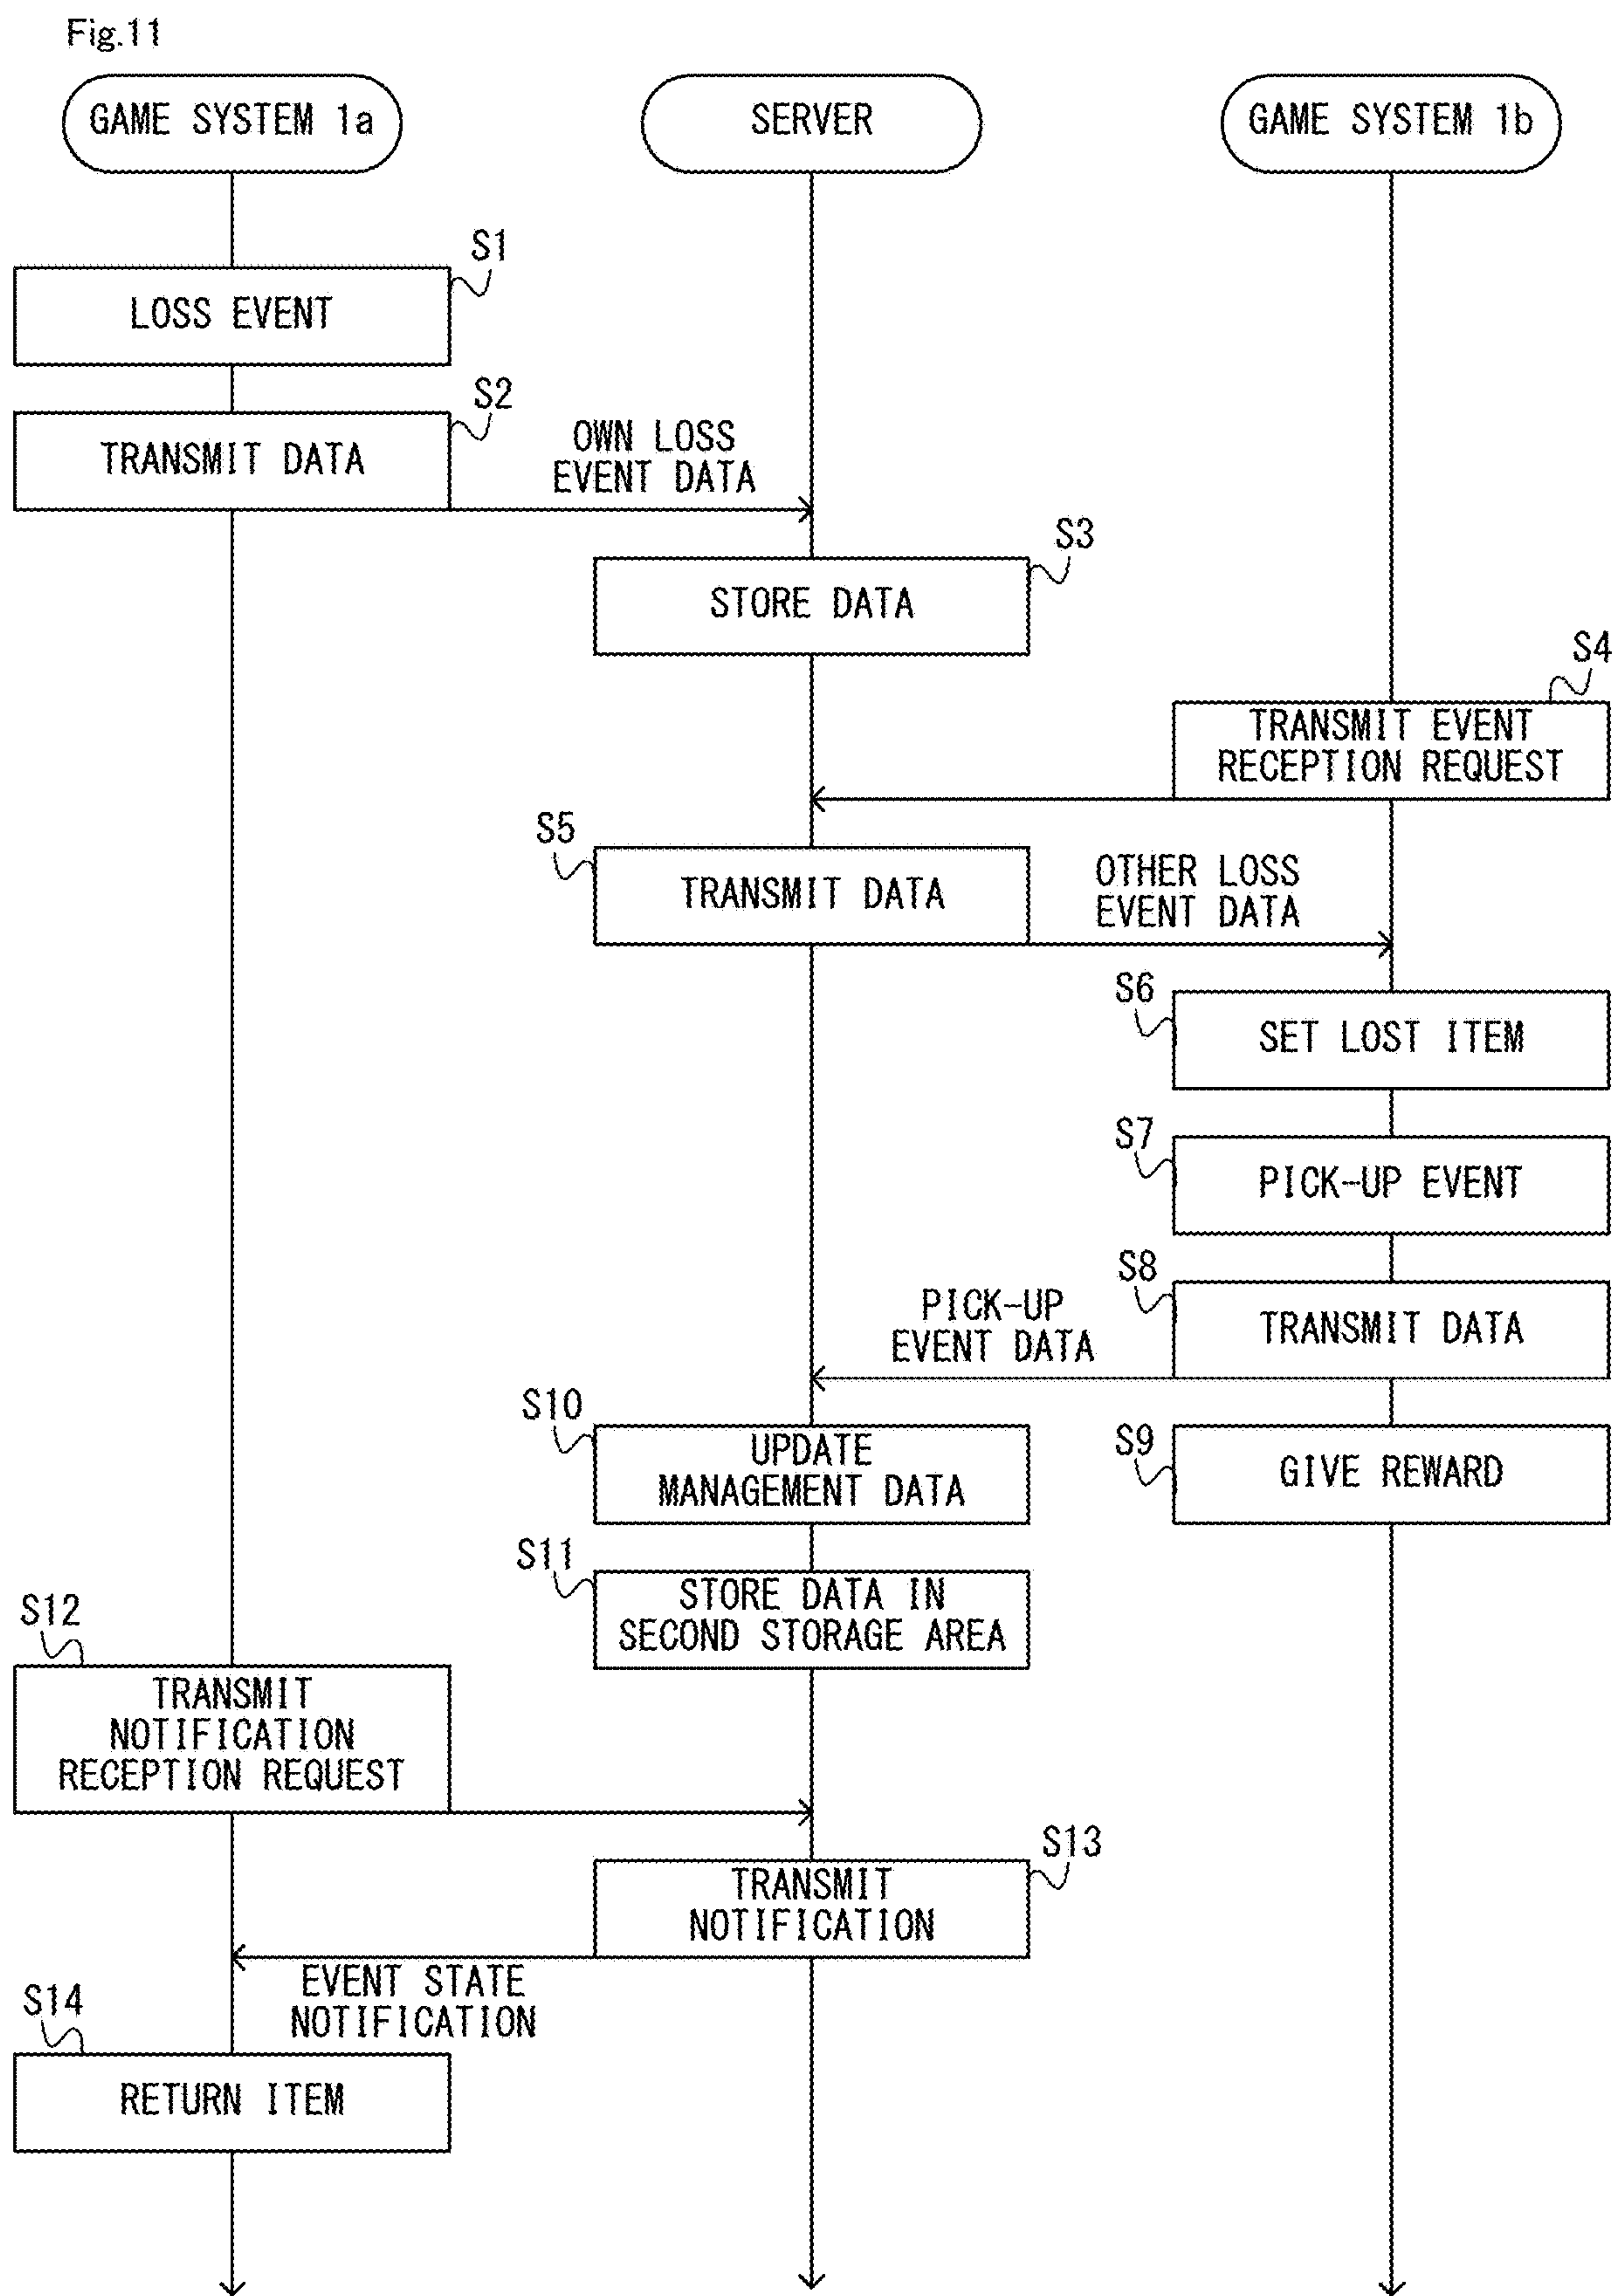 Fig.11
GAME SYSTEM 1a
SERVER
GAME SYSTEM 1b
S1
LOSS EVENT
S2
TRANSMIT DATA
OWN LOSS
EVENT DATA
S3
STORE DATA
S4
TRANSMIT EVENT
RECEPTION REQUEST
S5
TRANSMIT DATA
OTHER LOSS
EVENT DATA
S6
SET LOST ITEM
S7
PICK-UP EVENT
S8
TRANSMIT DATA
PICK-UP
EVENT DATA
S10
UPDATE
MANAGEMENT DATA
S9
GIVE REWARD
S11
STORE DATA IN
SECOND STORAGE AREA
S12
TRANSMIT
NOTIFICATION
RECEPTION REQUEST
S13
TRANSMIT
NOTIFICATION
EVENT STATE
NOTIFICATION
S14
RETURN ITEM